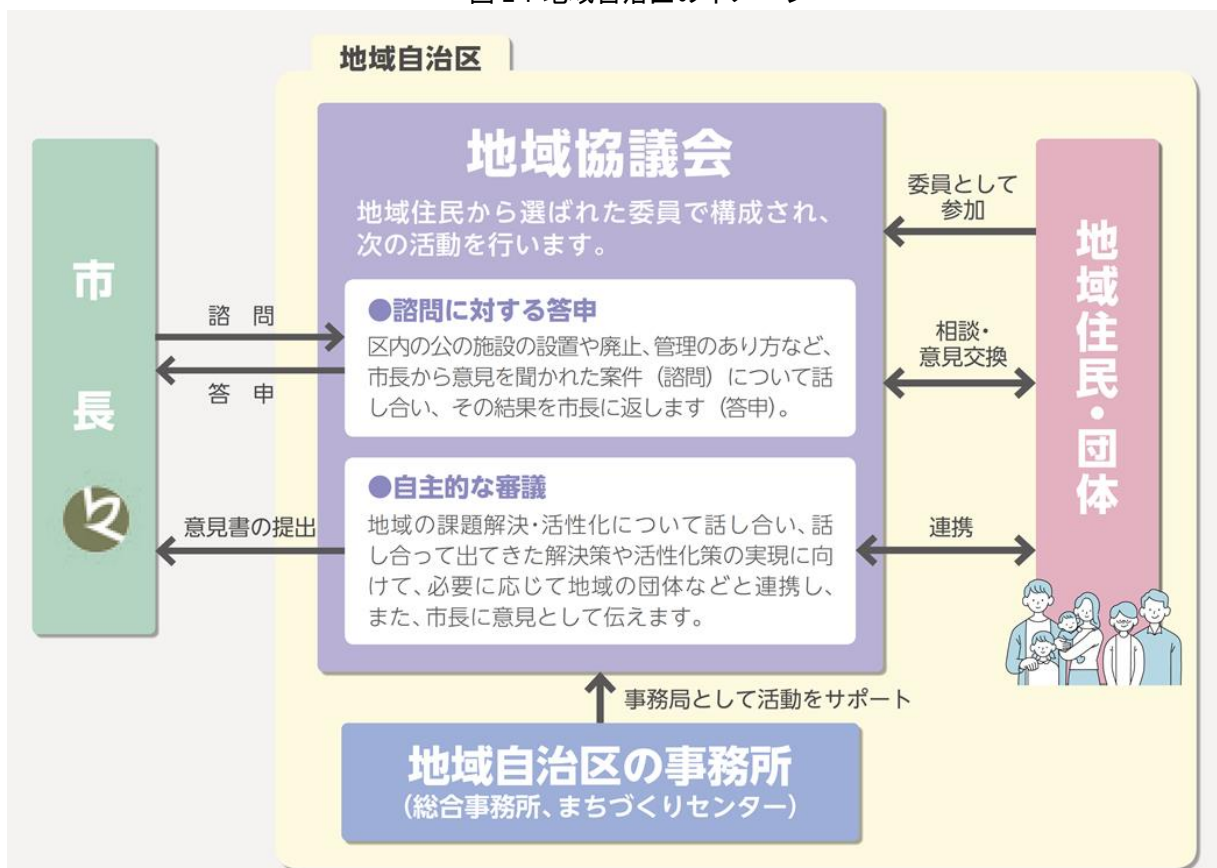 地域自治区
地域協議会
地域住民から選ばれた委員で構成され、
次の活動を行います。
●諮問に対する答申
区内の公の施設の設置や廃止、管理のあり方など、
市長から意見を聞かれた案件（諮問）について話
し合い、その結果を市長に返します（答申）。
●自主的な審議
地域の課題解決・活性化について話し合い、話
し合って出てきた解決策や活性化策の実現に向
けて、必要に応じて地域の団体などと連携し、
また、市長に意見として伝えます。
市長
諮 問
答 申
意見書の提出
委員として
参加
相談・
意見交換
連携
地域住民・団体
事務局として活動をサポート
地域自治区の事務所
（総合事務所、まちづくりセンター）